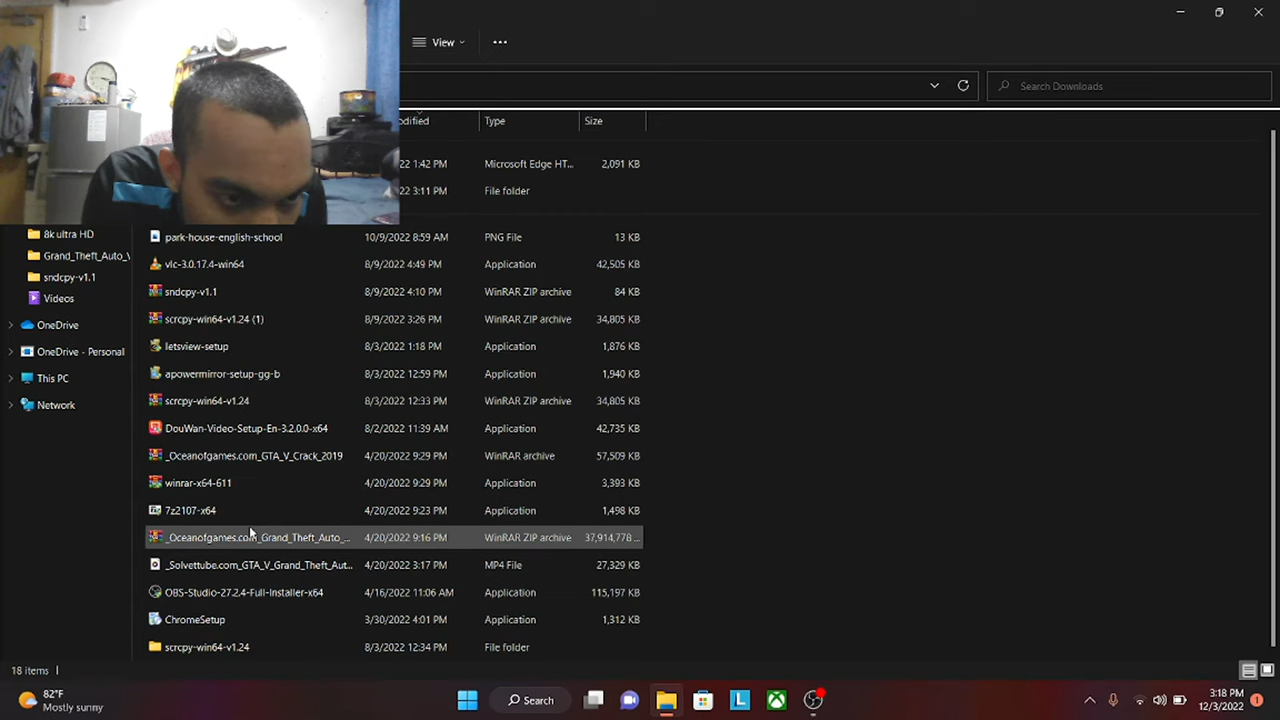 View
Search Downloads
odified Type Size
22 1:42 PM Microsoft Edge HT... 2,091 KB
22 3:11 PM File folder
8k ultra HD
Grand_Theft_Auto_V
sndcpy-v1.1
Videos
OneDrive
OneDrive - Personal
This PC
Network
park-house-english-school 10/9/2022 8:59 AM PNG File 13 KB
vlc-3.0.17.4-win64 8/9/2022 4:49 PM Application 42,505 KB
sndcpy-v1.1 8/9/2022 4:10 PM WinRAR ZIP archive 84 KB
scrcpy-win64-v1.24 (1) 8/9/2022 3:26 PM WinRAR ZIP archive 34,805 KB
letsview-setup 8/3/2022 1:18 PM Application 1,876 KB
apowermirror-setup-gg-b 8/3/2022 12:59 PM Application 1,940 KB
scrcpy-win64-v1.24 8/3/2022 12:33 PM WinRAR ZIP archive 34,805 KB
DouWan-Video-Setup-En-3.2.0.0-x64 8/2/2022 11:39 AM Application 42,735 KB
_Oceanofgames.com_GTA_V_Crack_2019 4/20/2022 9:29 PM WinRAR archive 57,509 KB
winrar-x64-611 4/20/2022 9:29 PM Application 3,393 KB
7z2107-x64 4/20/2022 9:23 PM Application 1,498 KB
_Oceanofgames.com_Grand_Theft_Auto_... 4/20/2022 9:16 PM WinRAR ZIP archive 37,914,778 ...
_Solvettube.com_GTA_V_Grand_Theft_Aut... 4/20/2022 3:17 PM MP4 File 27,329 KB
OBS-Studio-27.2.4-Full-Installer-x64 4/16/2022 11:06 AM Application 115,197 KB
ChromeSetup 3/30/2022 4:01 PM Application 1,312 KB
scrcpy-win64-v1.24 8/3/2022 12:34 PM File folder
18 items
82°F
Mostly sunny
Search
3:18 PM
12/3/2022
1